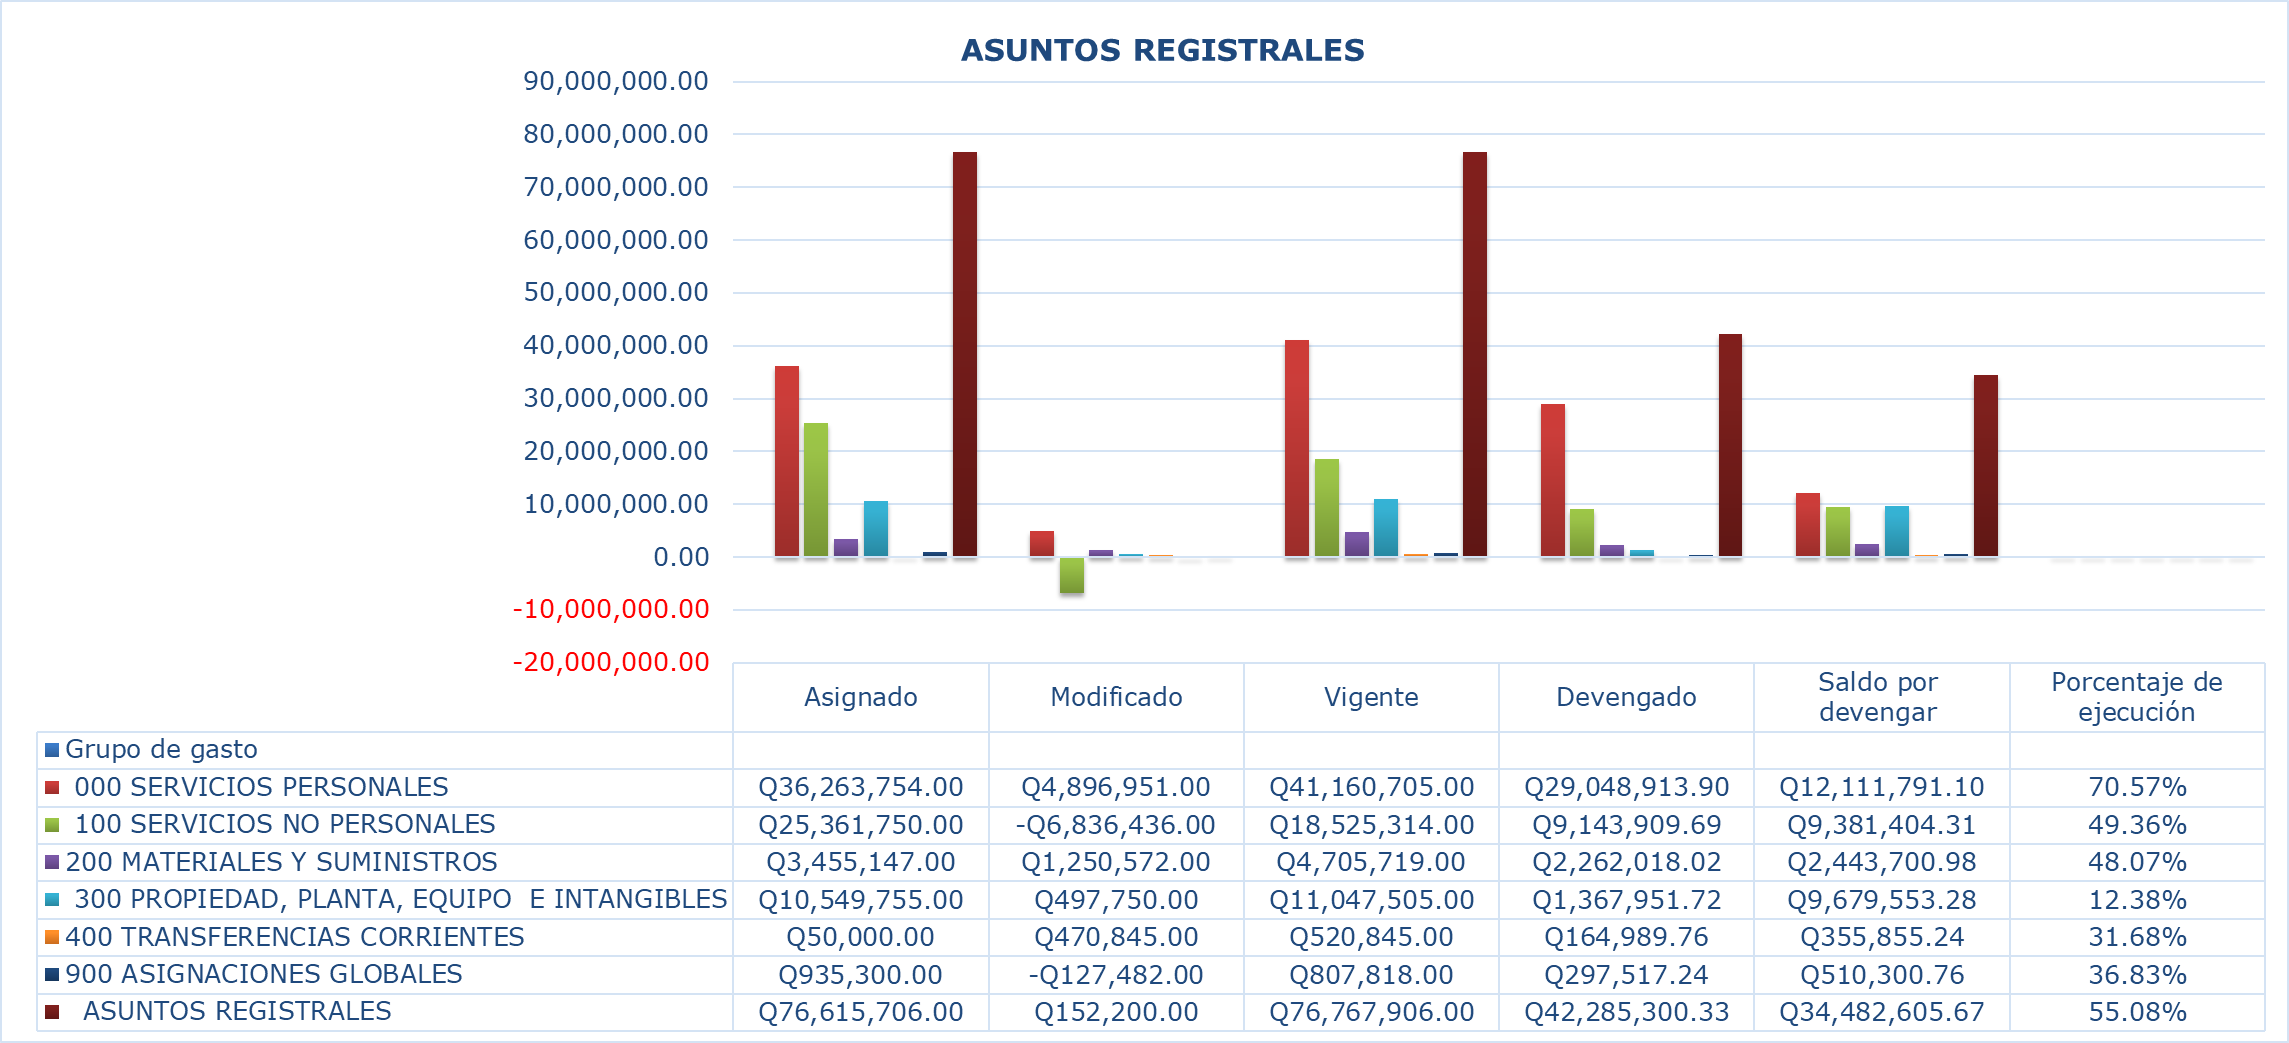 ASUNTOS REGISTRALES
90,000,000.00
80,000,000.00
70,000,000.00
60,000,000.00
50,000,000.00
40,000,000.00
30,000,000.00
20,000,000.00
10,000,000.00
0.00
-10,000,000.00
-20,000,000.00
Asignado Modificado Vigente Devengado Saldo por devengar Porcentaje de ejecución
Grupo de gasto
000 SERVICIOS PERSONALES Q36,263,754.00 Q4,896,951.00 Q41,160,705.00 Q29,048,913.90 Q12,111,791.10 70.57%
100 SERVICIOS NO PERSONALES Q25,361,750.00 -Q6,836,436.00 Q18,525,314.00 Q9,143,909.69 Q9,381,404.31 49.36%
200 MATERIALES Y SUMINISTROS Q3,455,147.00 Q1,250,572.00 Q4,705,719.00 Q2,262,018.02 Q2,443,700.98 48.07%
300 PROPIEDAD, PLANTA, EQUIPO E INTANGIBLES Q10,549,755.00 Q497,750.00 Q11,047,505.00 Q1,367,951.72 Q9,679,553.28 12.38%
400 TRANSFERENCIAS CORRIENTES Q50,000.00 Q470,845.00 Q520,845.00 Q164,989.76 Q355,855.24 31.68%
900 ASIGNACIONES GLOBALES Q935,300.00 -Q127,482.00 Q807,818.00 Q297,517.24 Q510,300.76 36.83%
ASUNTOS REGISTRALES Q76,615,706.00 Q152,200.00 Q76,767,906.00 Q42,285,300.33 Q34,482,605.67 55.08%